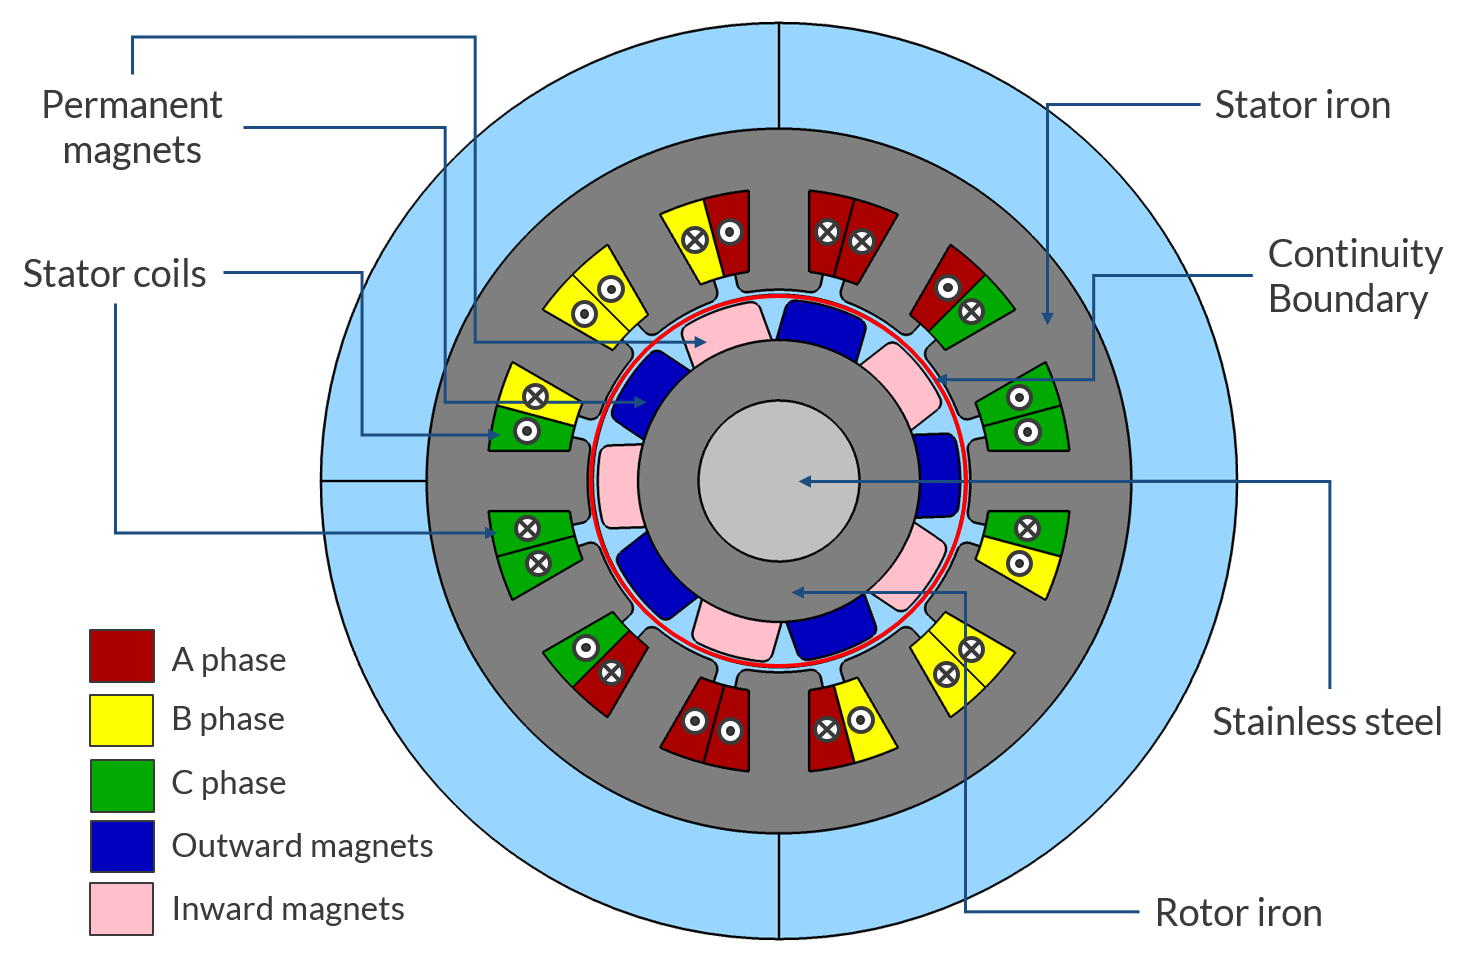 Permanent
magnets
Stator iron
Stator coils
Continuity
Boundary
A phase
B phase
C phase
Outward magnets
Inward magnets
Stainless steel
Rotor iron